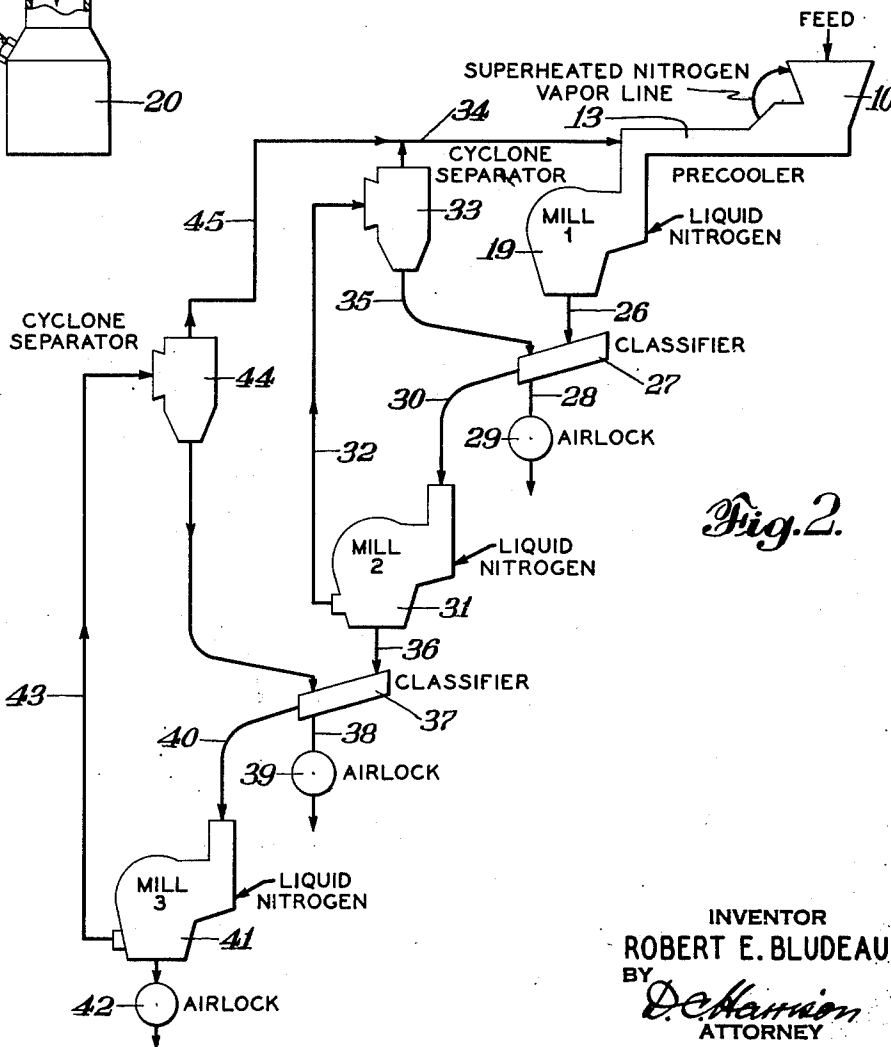 FEED
SUPERHEATED NITROGEN
VAPOR LINE
10
20
34
13
CYCLONE
SEPARATOR
PRECOOLER
33
MILL
1
LIQUID
NITROGEN
45
19
35
26
CYCLONE
SEPARATOR
CLASSIFIER
44
27
30
28
29
AIRLOCK
32
Fig. 2.
MILL
2
LIQUID
NITROGEN
31
36
CLASSIFIER
43
37
40
38
39
AIRLOCK
MILL
3
LIQUID
NITROGEN
41
42
AIRLOCK
INVENTOR
ROBERT E. BLUDEAU
BY
D.C. Harrison
ATTORNEY